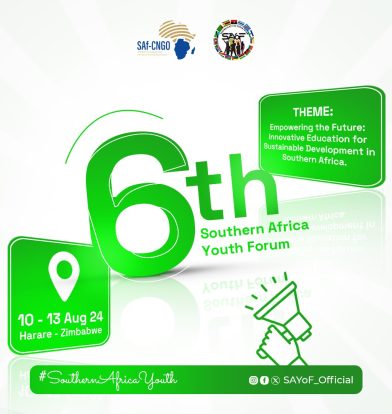 SAf-CNGO
SAYoF
THEME:
Empowering the Future:
Innovative Education for
Sustainable Development in
Southern Africa.
6th
Southern Africa
Youth Forum
10 - 13 Aug 24
Harare - Zimbabwe
#SouthernAfricaYouth
SAYoF_Official